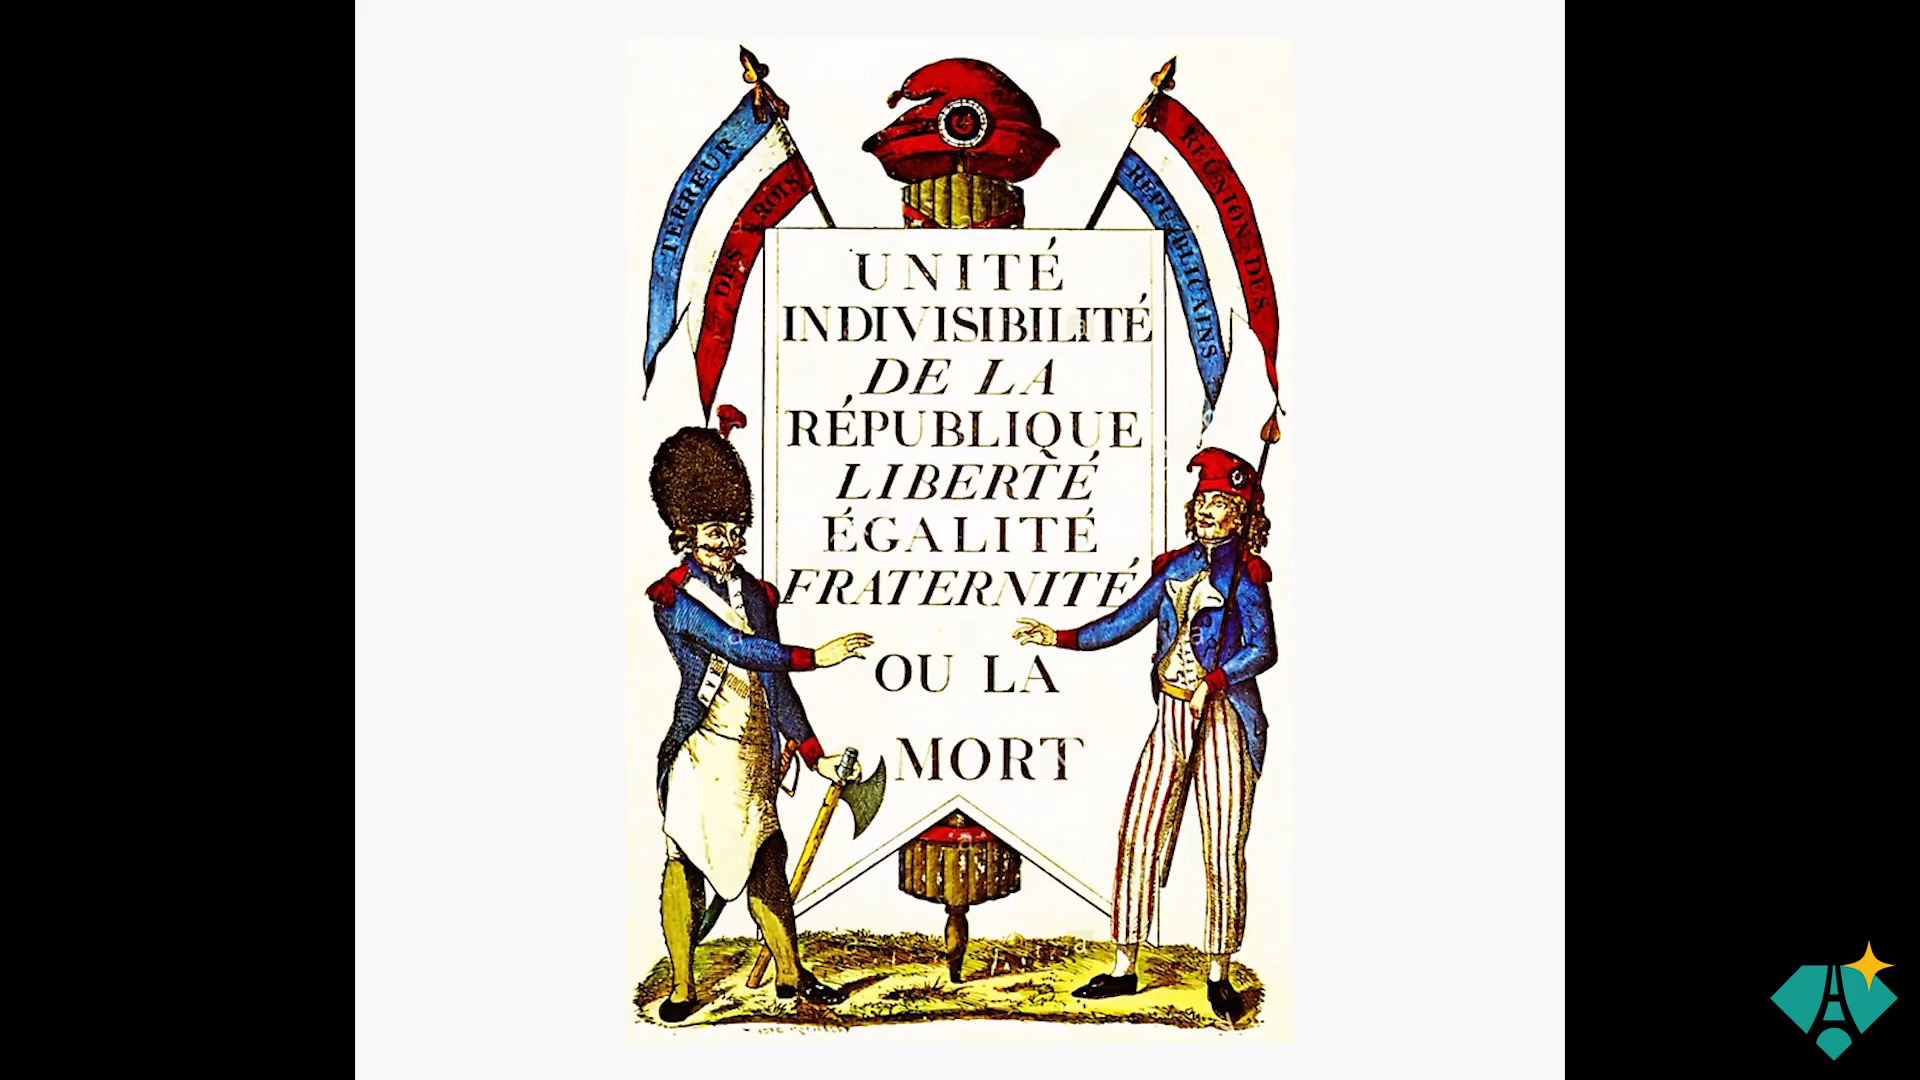 TERREUR
DES ROIS
RÉUNION DES
RÉPUBLICAINS
UNITÉ
INDIVISIBILITÉ
DE LA
RÉPUBLIQUE
LIBERTÉ
ÉGALITÉ
FRATERNITÉ
OU LA
MORT